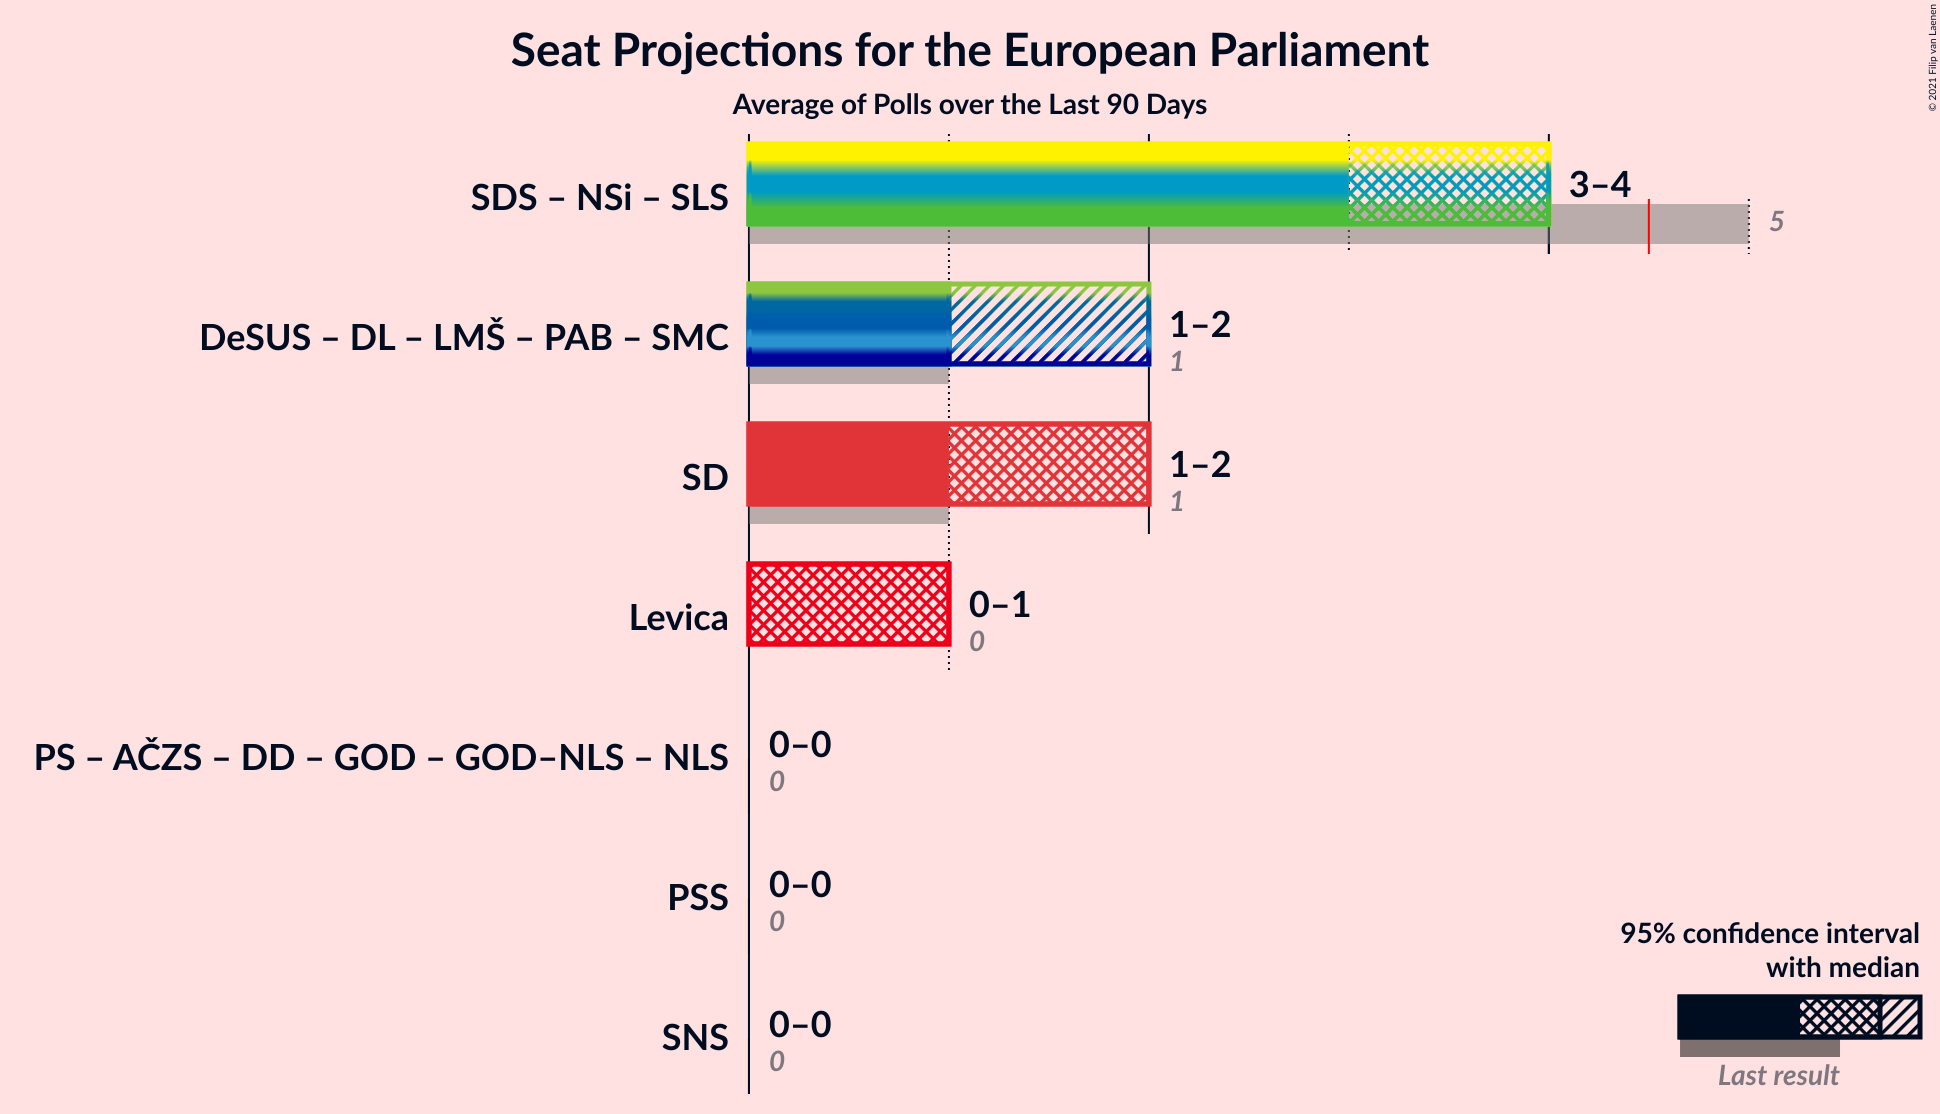 Seat Projections for the European Parliament
Average of Polls over the Last 90 Days
© 2021 Filip van Laenen
SDS – NSi – SLS
3–4
5
DeSUS – DL – LMŠ – PAB – SMC
1–2
1
SD
1–2
1
Levica
0–1
0
PS – AČZS – DD – GOD – GOD–NLS – NLS
0–0
0
PSS
0–0
0
SNS
0–0
0
95% confidence interval
with median
Last result